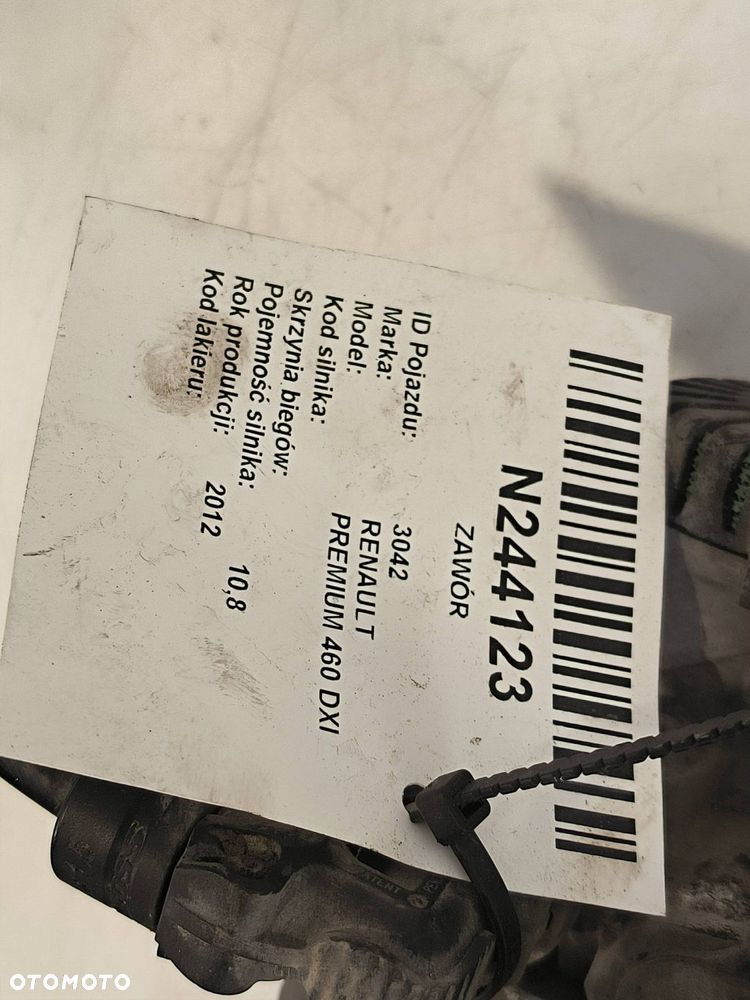 N244123
ZAWÓR
ID Pojazdu: 3042
Marka: RENAULT
Model: PREMIUM 460 DXI
Kod silnika:
Skrzynia biegów:
Pojemność silnika: 10,8
Rok produkcji: 2012
Kod lakieru:
PATENT
OTOMOTO